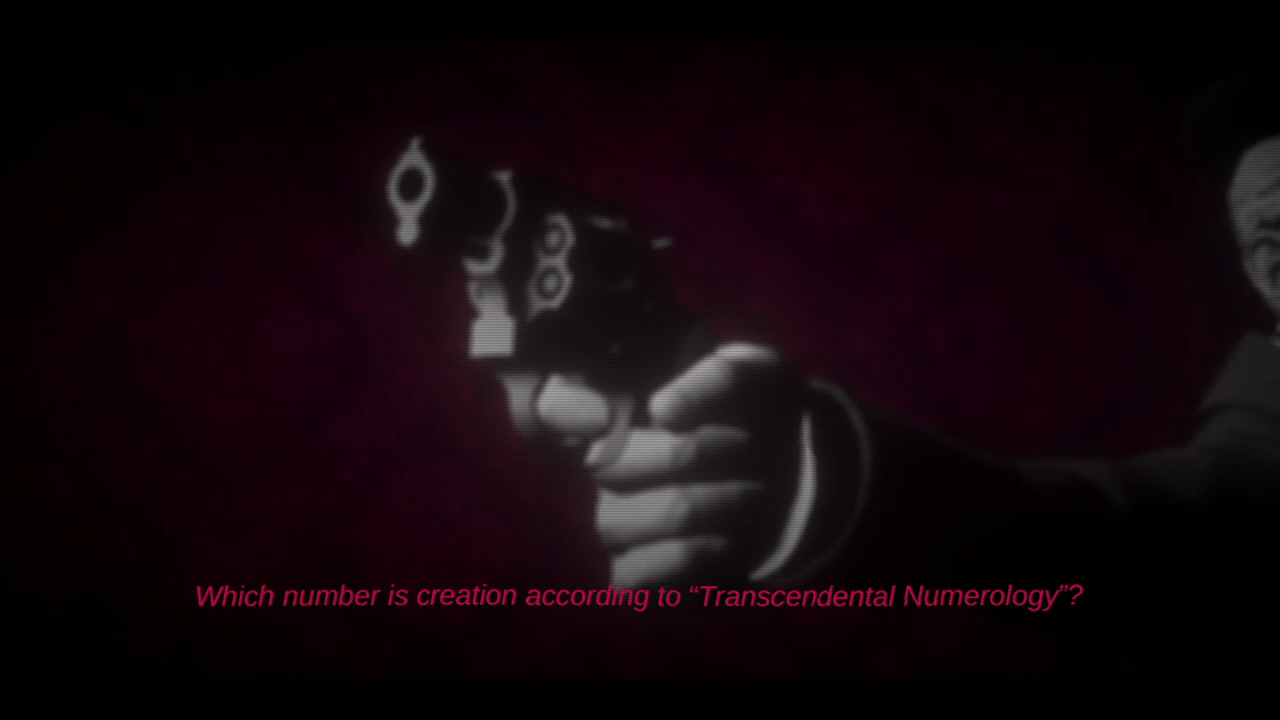 Which number is creation according to “Transcendental Numerology”?